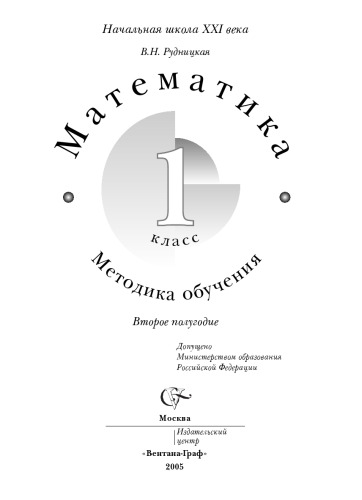 Начальная школа XXI века
В.Н. Рудницкая
Математика
1
класс
Методика обучения
Второе полугодие
Допущено
Министерством образования
Российской Федерации
Москва
Издательский
центр
«Вентана-Граф»
2005